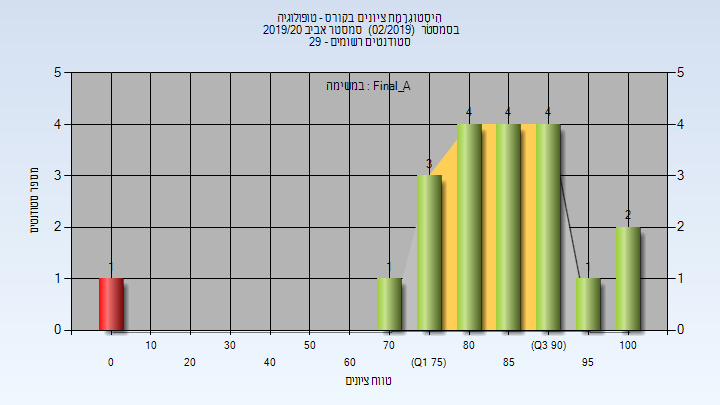 היסטוגרמת ציונים בקורס - טופולוגיה
בסמסטר (02/2019) סמסטר אביב 2019/20
סטודנטים רשומים - 29
במשימה : Final_A
מספר סטודנטים
5 5
4 4
3 3
2 2
1 1
0 0
1 1 3 4 4 4 1 2
10 30 50 70 80 (Q3 90) 100
0 20 40 60 (Q1 75) 85 95
טווח ציונים